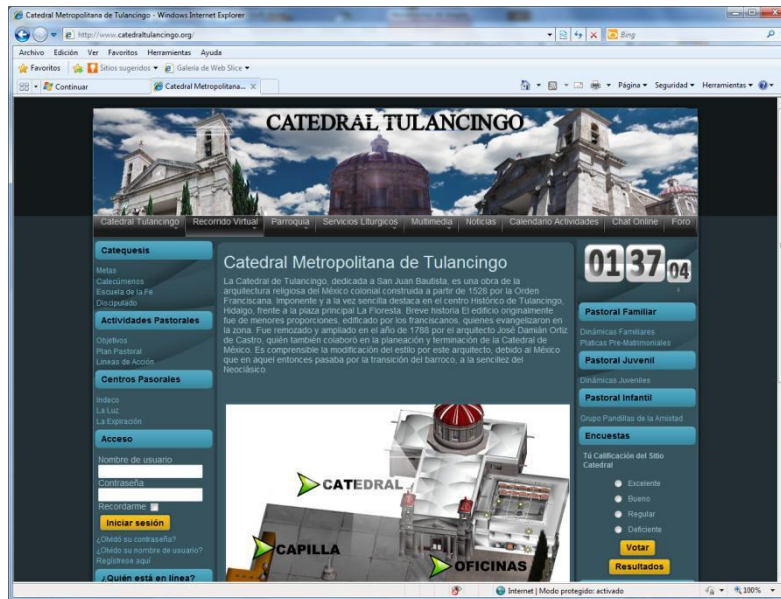 Catedral Metropolitana de Tulancingo - Windows Internet Explorer
http://www.catedraltulancingo.org/
Bing
Archivo Edición Ver Favoritos Herramientas Ayuda
Favoritos Sitios sugeridos Galería de Web Slice
Continuar Catedral Metropolitana... Página Seguridad Herramientas
CATEDRAL TULANCINGO
Catedral Tulancingo Recorrido Virtual Parroquia Servicios Liturgicos Multimedia Noticias Calendario Actividades Chat Online Foro
Catequesis
Metas
Catecúmenos
Escuela de la Fe
Discipulado
Actividades Pastorales
Objetivos
Plan Pastoral
Lineas de Acción
Centros Pasorales
Indeco
La Luz
La Expiración
Acceso
Nombre de usuario
Contraseña
Recordarme
Iniciar sesión
¿Olvidó su contraseña?
¿Olvido su nombre de usuario?
Regístrese aquí
¿Quién está en línea?
Catedral Metropolitana de Tulancingo
La Catedral de Tulancingo, dedicada a San Juan Bautista, es una obra de la
arquitectura religiosa del México colonial construida a partir de 1528 por la Orden
Franciscana. Imponente y a la vez sencilla destaca en el centro Histórico de Tulancingo,
Hidalgo, frente a la plaza principal La Floresta. Breve historia El edificio originalmente
fue de menores proporciones, edificado por los franciscanos, quienes evangelizaron en
la zona. Fue remozado y ampliado en el año de 1788 por el arquitecto José Damián Ortiz
de Castro, quién también colaboró en la planeación y terminación de la Catedral de
México. Es comprensible la modificación del estilo por este arquitecto, debido al México
que en aquel entonces pasaba por la transición del barroco, a la sencillez del
Neoclásico.
CATEDRAL
CAPILLA
OFICINAS
01 37 04
Pastoral Familiar
Dinámicas Familiares
Platicas Pre-Matrimoniales
Pastoral Juvenil
Dinámicas Juveniles
Pastoral Infantil
Grupo Pandillas de la Amistad
Encuestas
Tú Calificación del Sitio
Catedral
Excelente
Bueno
Regular
Deficiente
Votar
Resultados
Internet | Modo protegido: activado 100%